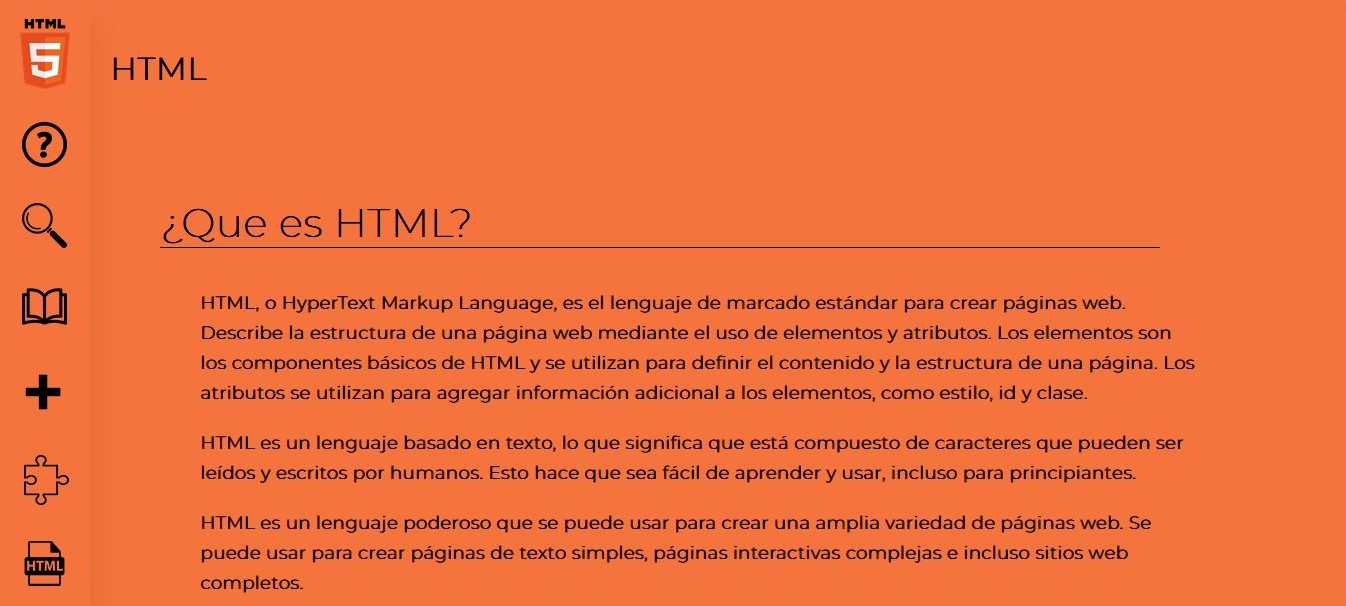 HTML
5
HTML
¿Que es HTML?
HTML, o HyperText Markup Language, es el lenguaje de marcado estándar para crear páginas web.
Describe la estructura de una página web mediante el uso de elementos y atributos. Los elementos son
los componentes básicos de HTML y se utilizan para definir el contenido y la estructura de una página. Los
atributos se utilizan para agregar información adicional a los elementos, como estilo, id y clase.
HTML es un lenguaje basado en texto, lo que significa que está compuesto de caracteres que pueden ser
leídos y escritos por humanos. Esto hace que sea fácil de aprender y usar, incluso para principiantes.
HTML es un lenguaje poderoso que se puede usar para crear una amplia variedad de páginas web. Se
puede usar para crear páginas de texto simples, páginas interactivas complejas e incluso sitios web
completos.
HTML